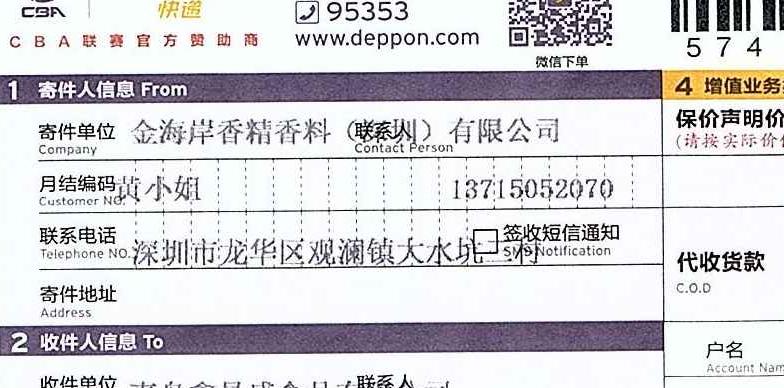 CBA 快递 95353
CBA联赛官方赞助商 www.deppon.com
微信下单
574
1 寄件人信息 From
4 增值业务
寄件单位 金海岸香精香料（深圳）有限公司 联系人
Company Contact Person
保价声明价
(请按实际价
月结编码 黄小姐 13715052070
Customer NO.
联系电话 深圳市龙华区观澜镇大水坑二村 签收短信通知
Telephone NO. SMS Notification
代收货款
C.O.D
寄件地址
Address
2 收件人信息 To
户名
Account Nam
收件单位 联系人